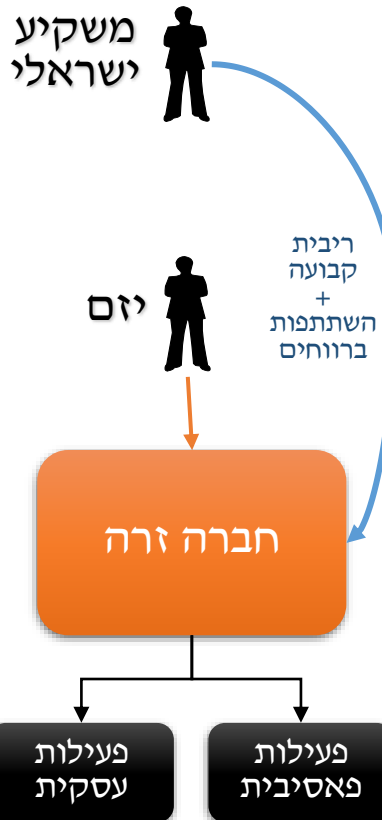 משקיע
ישראלי
ריבית
קבועה
+
השתתפות
ברווחים
יזם
חברה זרה
פעילות
עסקית
פעילות
פאסיבית